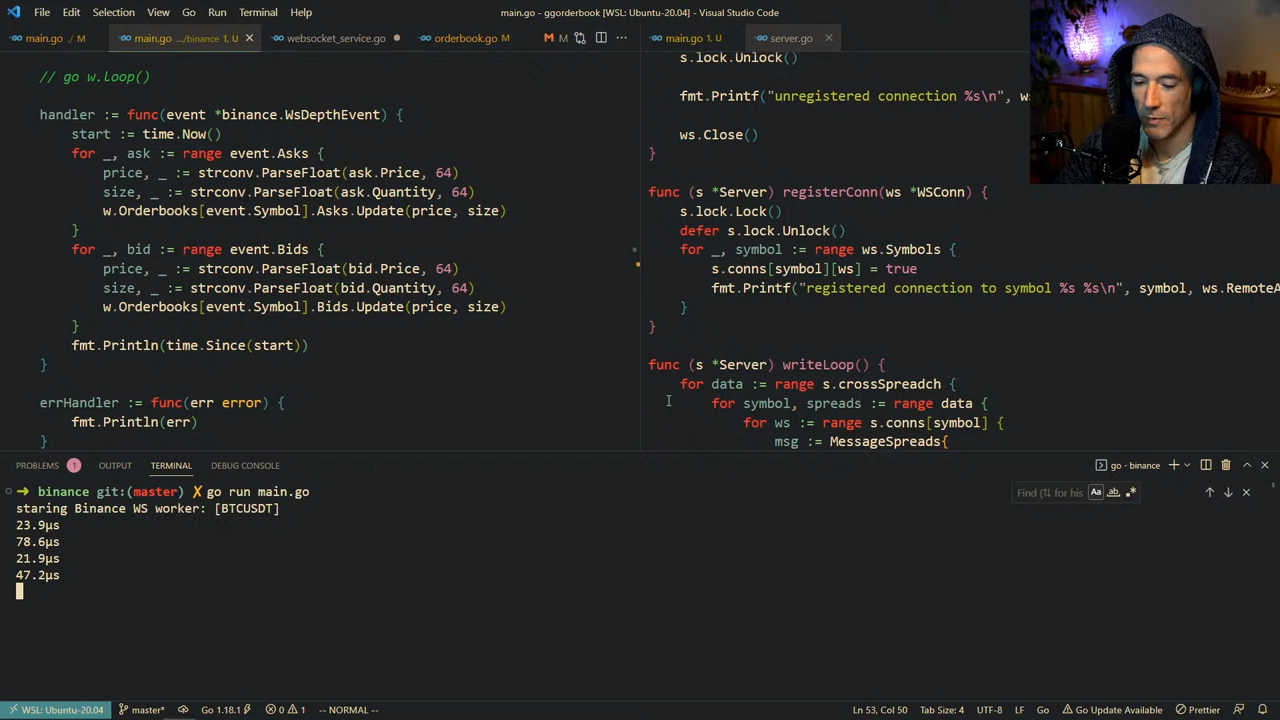 File Edit Selection View Go Run Terminal Help
main.go - ggorderbook [WSL: Ubuntu-20.04] - Visual Studio Code
main.go ./ M
main.go .../binance 1, U
websocket_service.go
orderbook.go M
M M
main.go 1, U
server.go
// go w.loop()
handler := func(event *binance.WsDepthEvent) {
start := time.Now()
for _, ask := range event.Asks {
price, _ := strconv.ParseFloat(ask.Price, 64)
size, _ := strconv.ParseFloat(ask.Quantity, 64)
w.Orderbooks[event.Symbol].Asks.Update(price, size)
}
for _, bid := range event.Bids {
price, _ := strconv.ParseFloat(bid.Price, 64)
size, _ := strconv.ParseFloat(bid.Quantity, 64)
w.Orderbooks[event.Symbol].Bids.Update(price, size)
}
fmt.Println(time.Since(start))
}
errHandler := func(err error) {
fmt.Println(err)
}
s.lock.Unlock()
fmt.Printf("unregistered connection %s\n", ws
ws.Close()
}
func (s *Server) registerConn(ws *WSConn) {
s.lock.Lock()
defer s.lock.Unlock()
for _, symbol := range ws.Symbols {
s.conns[symbol][ws] = true
fmt.Printf("registered connection to symbol %s %s\n", symbol, ws.RemoteA
}
}
func (s *Server) writeLoop() {
for data := range s.crossSpreadch {
for symbol, spreads := range data {
for ws := range s.conns[symbol] {
msg := MessageSpreads{
PROBLEMS 1 OUTPUT TERMINAL DEBUG CONSOLE
go - binance
➜ binance git:(master) ✗ go run main.go
staring Binance WS worker: [BTCUSDT]
23.9µs
78.6µs
21.9µs
47.2µs
Find (⇅ for his Aa ab
WSL: Ubuntu-20.04 master* Go 1.18.1 0 1 -- NORMAL --
Ln 53, Col 50 Tab Size: 4 UTF-8 LF Go Go Update Available Prettier